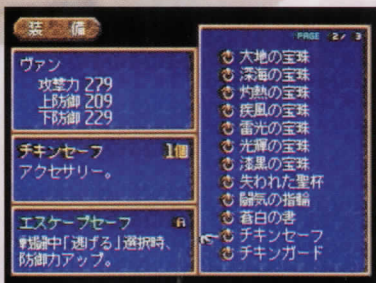 装備
ヴァン
攻撃力 279
上防御 209
下防御 229
チキンセーフ 1個
アクセサリー。
エスケープセーフ A
戦闘中「逃げる」選択時、
防御力アップ。
PAGE 2/ 3
大地の宝珠
深海の宝珠
灼熱の宝珠
疾風の宝珠
雷光の宝珠
光輝の宝珠
漆黒の宝珠
失われた聖杯
闘気の指輪
蒼白の書
チキンセーフ
チキンガード